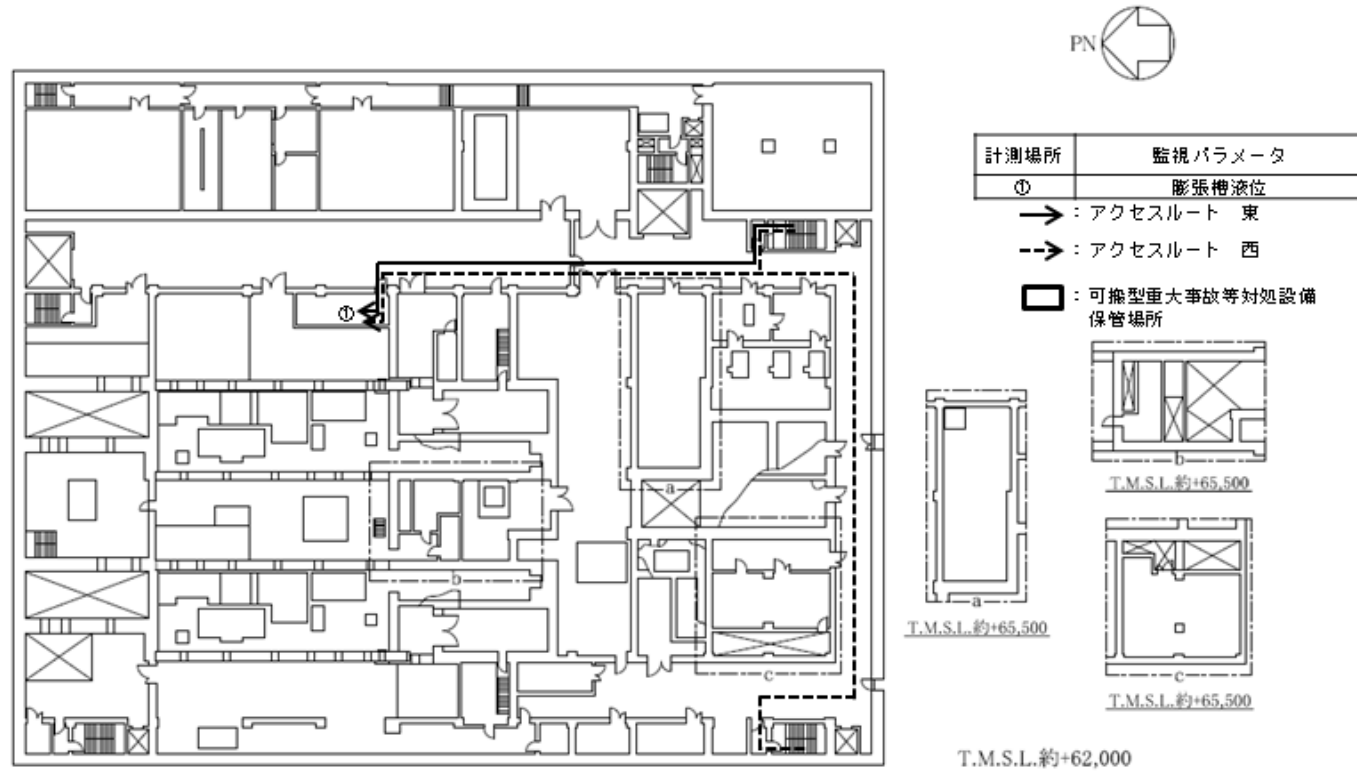 PN
計測場所 監視パラメータ
① 膨張槽液位
: アクセスルート 東
: アクセスルート 西
: 可搬型重大事故等対処設備
保管場所
①
a
b
c
a
T.M.S.L.約+65,500
b
T.M.S.L.約+65,500
c
T.M.S.L.約+65,500
T.M.S.L.約+62,000